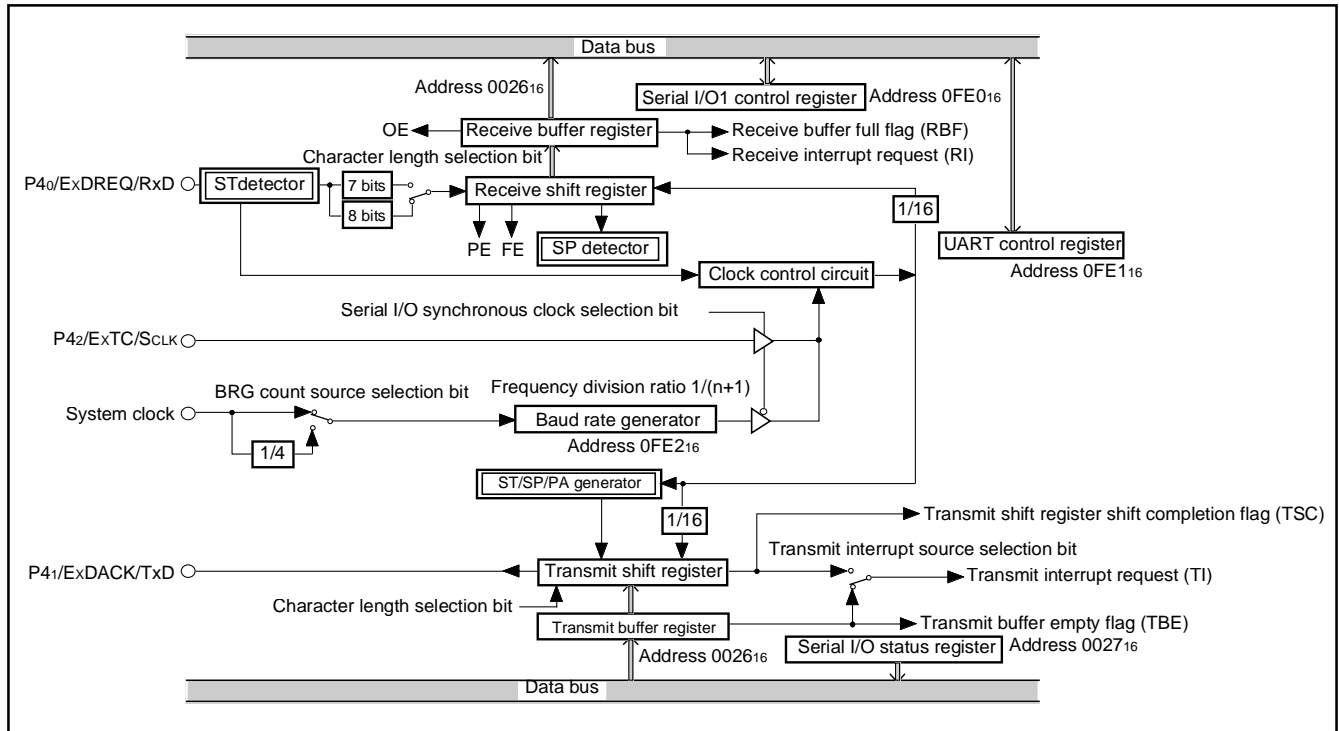 Data bus
Address 002616
Serial I/O1 control register
Address 0FE016
OE
Receive buffer register
Receive buffer full flag (RBF)
Receive interrupt request (RI)
Character length selection bit
P40/EXDREQ/RxD
STdetector
7 bits
8 bits
Receive shift register
1/16
PE
FE
SP detector
UART control register
Address 0FE116
Clock control circuit
Serial I/O synchronous clock selection bit
P42/EXTC/SCLK
BRG count source selection bit
Frequency division ratio 1/(n+1)
System clock
Baud rate generator
Address 0FE216
1/4
ST/SP/PA generator
1/16
Transmit shift register shift completion flag (TSC)
Transmit interrupt source selection bit
P41/EXDACK/TxD
Transmit shift register
Transmit interrupt request (TI)
Character length selection bit
Transmit buffer register
Transmit buffer empty flag (TBE)
Address 002616
Serial I/O status register
Address 002716
Data bus